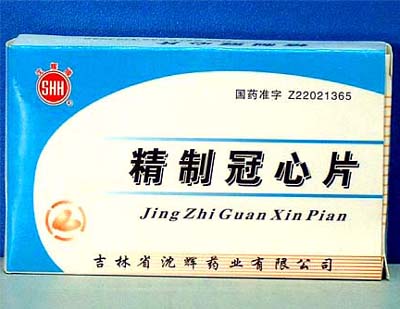 SHH
国药准字 Z22021365
精制冠心片
Jing Zhi Guan Xin Pian
吉林省沈辉药业有限公司